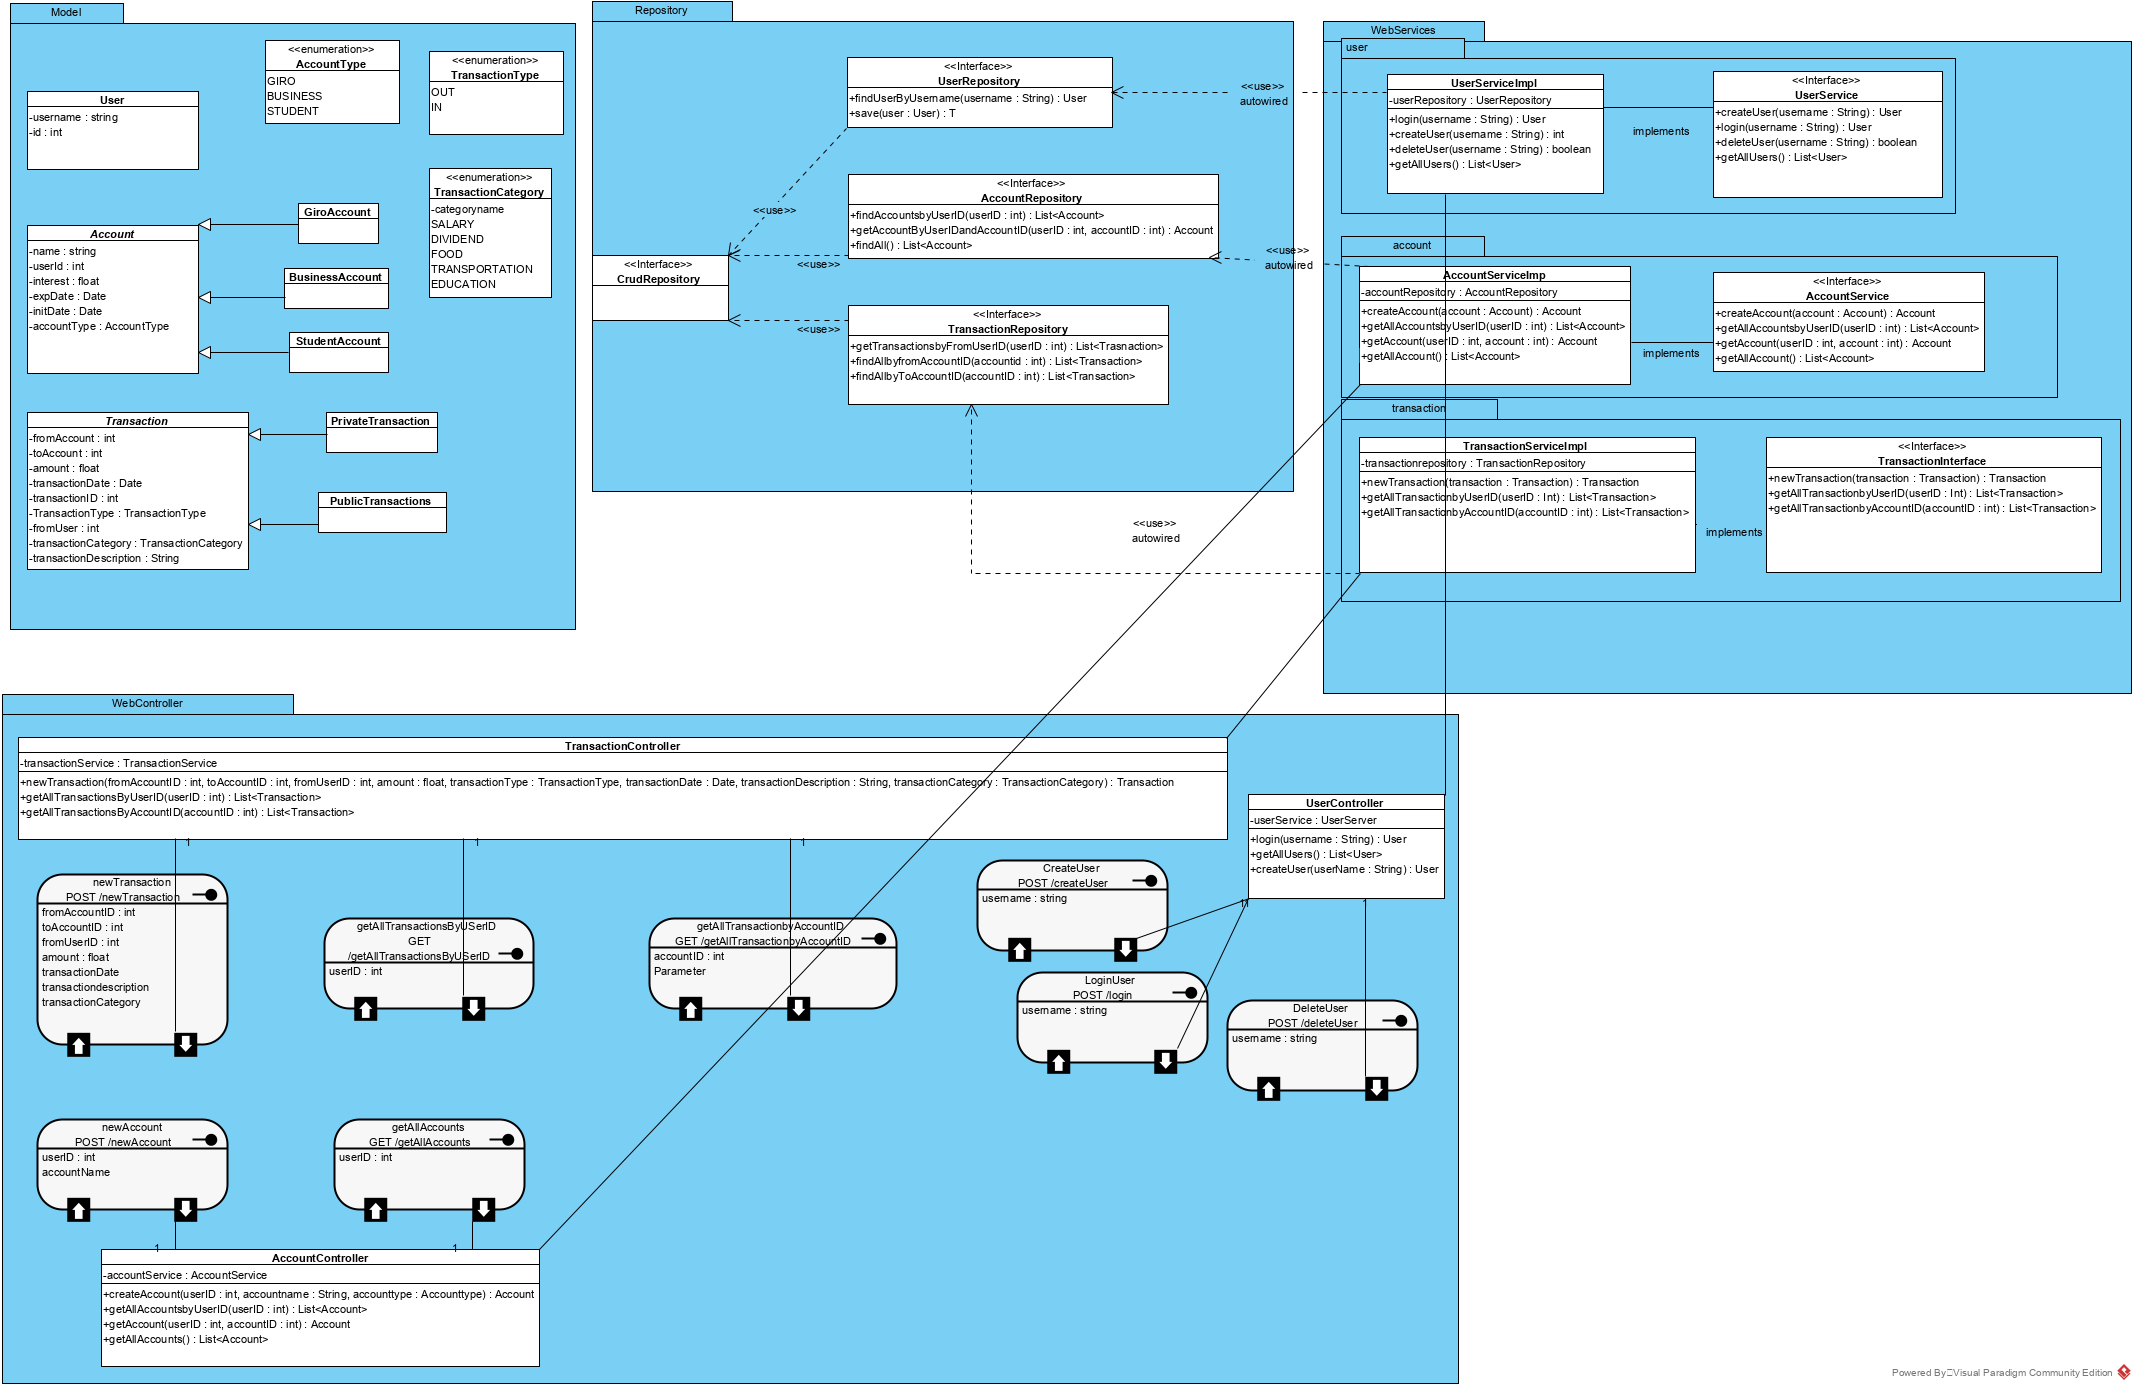 Model
<<enumeration>>
AccountType
GIRO
BUSINESS
STUDENT
<<enumeration>>
TransactionType
OUT
IN
User
-username : string
-id : int
<<enumeration>>
TransactionCategory
-categoryname
SALARY
DIVIDEND
FOOD
TRANSPORTATION
EDUCATION
GiroAccount
Account
-name : string
-userId : int
-interest : float
-expDate : Date
-initDate : Date
-accountType : AccountType
BusinessAccount
StudentAccount
Transaction
-fromAccount : int
-toAccount : int
-amount : float
-transactionDate : Date
-transactionID : int
-TransactionType : TransactionType
-fromUser : int
-transactionCategory : TransactionCategory
-transactionDescription : String
PrivateTransaction
PublicTransactions
Repository
<<Interface>>
UserRepository
+findUserByUsername(username : String) : User
+save(user : User) : T
<<use>>
<<Interface>>
AccountRepository
+findAccountsbyUserID(userID : int) : List<Account>
+getAccountByUserIDandAccountID(userID : int, accountID : int) : Account
+findAll() : List<Account>
<<use>>
<<Interface>>
CrudRepository
<<Interface>>
TransactionRepository
+getTransactionsbyFromUserID(userID : int) : List<Trasnaction>
+findAllbyfromAccountID(accountid : int) : List<Transaction>
+findAllbyToAccountID(accountID : int) : List<Transaction>
<<use>>
<<use>>
autowired
<<use>>
autowired
<<use>>
autowired
WebServices
user
UserServiceImpl
-userRepository : UserRepository
+login(username : String) : User
+createUser(username : String) : int
+deleteUser(username : String) : boolean
+getAllUsers() : List<User>
implements
<<Interface>>
UserService
+createUser(username : String) : User
+login(username : String) : User
+deleteUser(username : String) : boolean
+getAllUsers() : List<User>
account
AccountServiceImp
-accountRepository : AccountRepository
+createAccount(account : Account) : Account
+getAllAccountsbyUserID(userID : int) : List<Account>
+getAccount(userID : int, account : int) : Account
+getAllAccount() : List<Account>
implements
<<Interface>>
AccountService
+createAccount(account : Account) : Account
+getAllAccountsbyUserID(userID : int) : List<Account>
+getAccount(userID : int, account : int) : Account
+getAllAccount() : List<Account>
transaction
TransactionServiceImpl
-transactionrepository : TransactionRepository
+newTransaction(transaction : Transaction) : Transaction
+getAllTransactionbyUserID(userID : Int) : List<Transaction>
+getAllTransactionbyAccountID(accountID : int) : List<Transaction>
implements
<<Interface>>
TransactionInterface
+newTransaction(transaction : Transaction) : Transaction
+getAllTransactionbyUserID(userID : Int) : List<Transaction>
+getAllTransactionbyAccountID(accountID : int) : List<Transaction>
WebController
TransactionController
-transactionService : TransactionService
+newTransaction(fromAccountID : int, toAccountID : int, fromUserID : int, amount : float, transactionType : TransactionType, transactionDate : Date, transactionDescription : String, transactionCategory : TransactionCategory) : Transaction
+getAllTransactionsByUserID(userID : int) : List<Transaction>
+getAllTransactionsByAccountID(accountID : int) : List<Transaction>
1
1
1
UserController
-userService : UserServer
+login(username : String) : User
+getAllUsers() : List<User>
+createUser(userName : String) : User
1
1
1
newTransaction
POST /newTransaction
fromAccountID : int
toAccountID : int
fromUserID : int
amount : float
transactionDate
transactiondescription
transactionCategory
getAllTransactionsByUSerID
GET
/getAllTransactionsByUSerID
userID : int
getAllTransactionbyAccountID
GET /getAllTransactionbyAccountID
accountID : int
Parameter
CreateUser
POST /createUser
username : string
LoginUser
POST /login
username : string
DeleteUser
POST /deleteUser
username : string
newAccount
POST /newAccount
userID : int
accountName
getAllAccounts
GET /getAllAccounts
userID : int
1
1
AccountController
-accountService : AccountService
+createAccount(userID : int, accountname : String, accounttype : Accounttype) : Account
+getAllAccountsbyUserID(userID : int) : List<Account>
+getAccount(userID : int, accountID : int) : Account
+getAllAccounts() : List<Account>
Powered By Visual Paradigm Community Edition